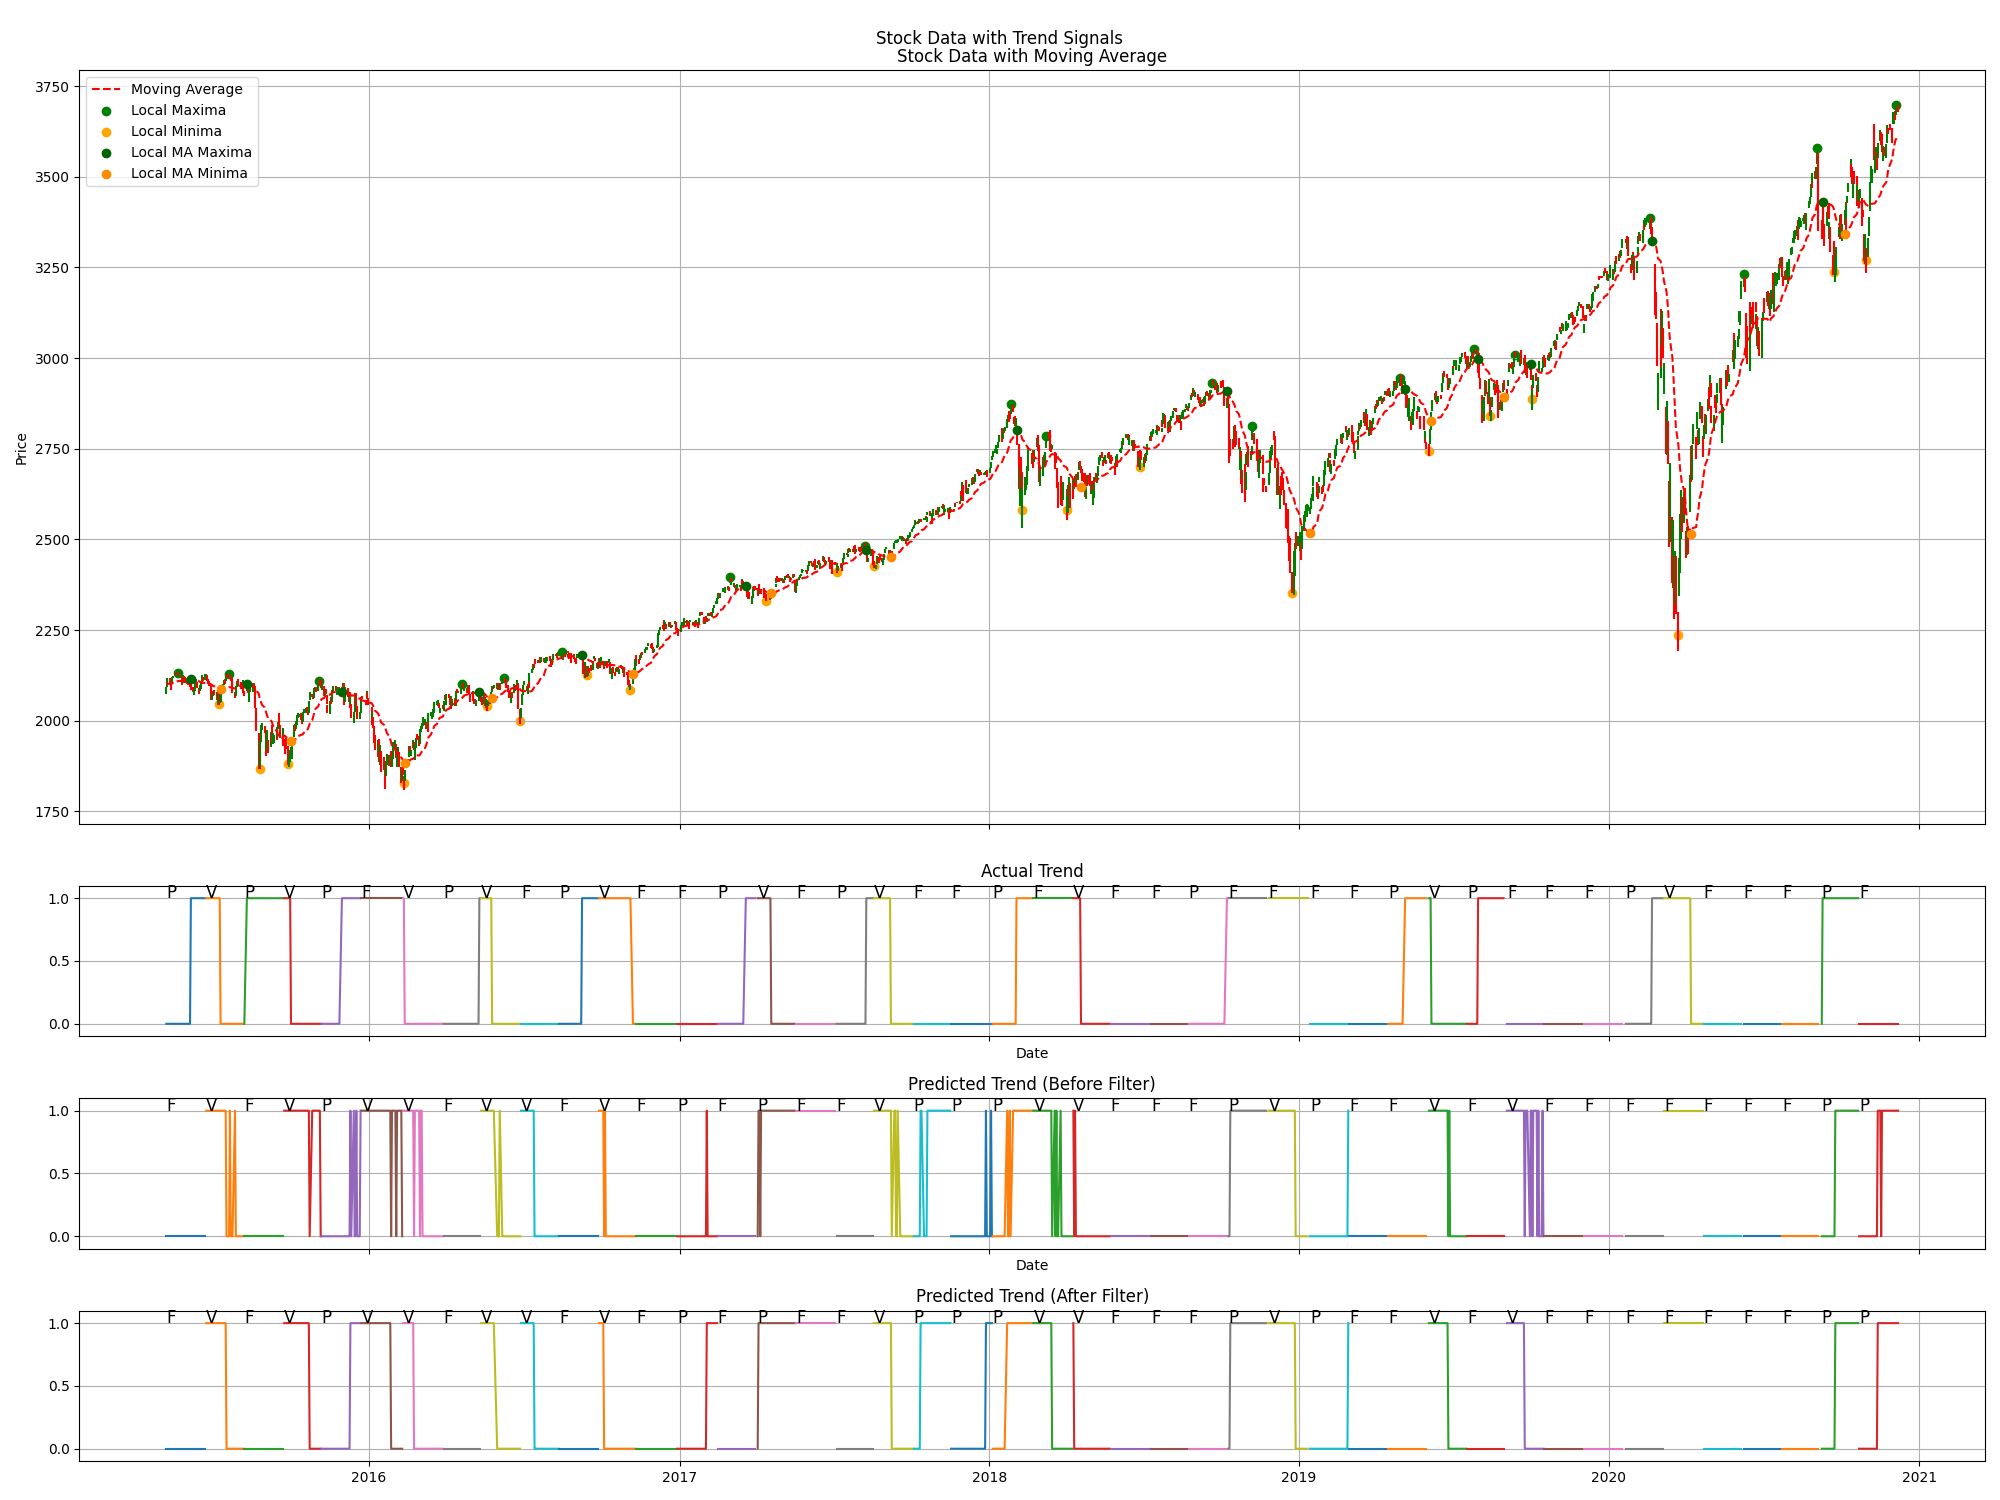 Stock Data with Trend Signals
Stock Data with Moving Average
3750
3500
3250
3000
2750
2500
2250
2000
1750
Price
Moving Average
Local Maxima
Local Minima
Local MA Maxima
Local MA Minima
Actual Trend
P V P V P F V P V F P V F F P V F P V F F P F V F F P F F F F P V P F F F P V F F F P F
1.0
0.5
0.0
Date
Predicted Trend (Before Filter)
F V F V P V V F V V F V F P F P F F V P P P V V F F F P V P F F V F V F F F F F F F P P
1.0
0.5
0.0
Date
Predicted Trend (After Filter)
F V F V P V V F V V F V F P F P F F V P P P V V F F F P V P F F V F V F F F F F F F P P
1.0
0.5
0.0
2016 2017 2018 2019 2020 2021